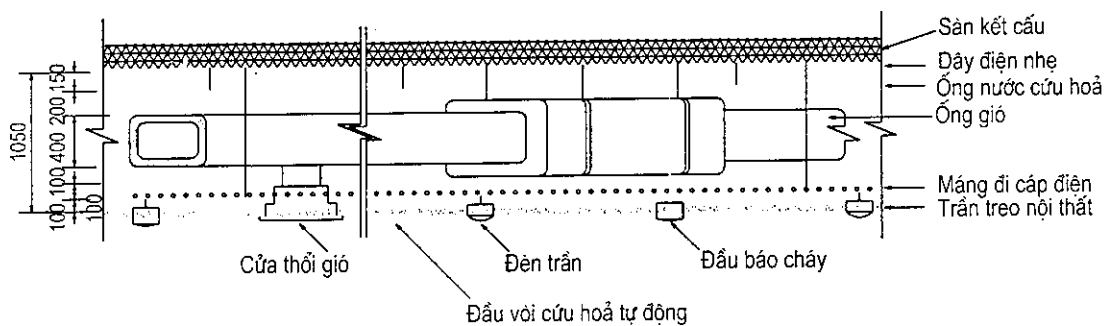 Sàn kết cấu
Dây điện nhẹ
Ống nước cứu hoả
Ống gió
Máng đi cáp điện
Trần treo nội thất
1050
150
200
400
100
100
100
Cửa thổi gió
Đèn trần
Đầu báo cháy
Đầu vòi cứu hoả tự động